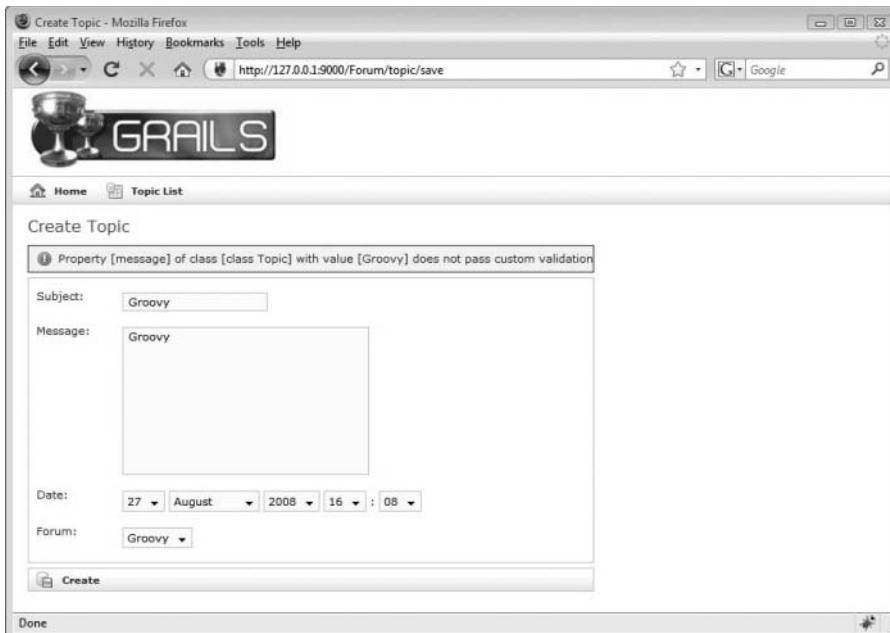 Create Topic - Mozilla Firefox
File Edit View History Bookmarks Tools Help
http://127.0.0.1:9000/Forum/topic/save
G Google
GRAILS
Home Topic List
Create Topic
Property [message] of class [class Topic] with value [Groovy] does not pass custom validation
Subject: Groovy
Message: Groovy
Date: 27 August 2008 16 : 08
Forum: Groovy
Create
Done